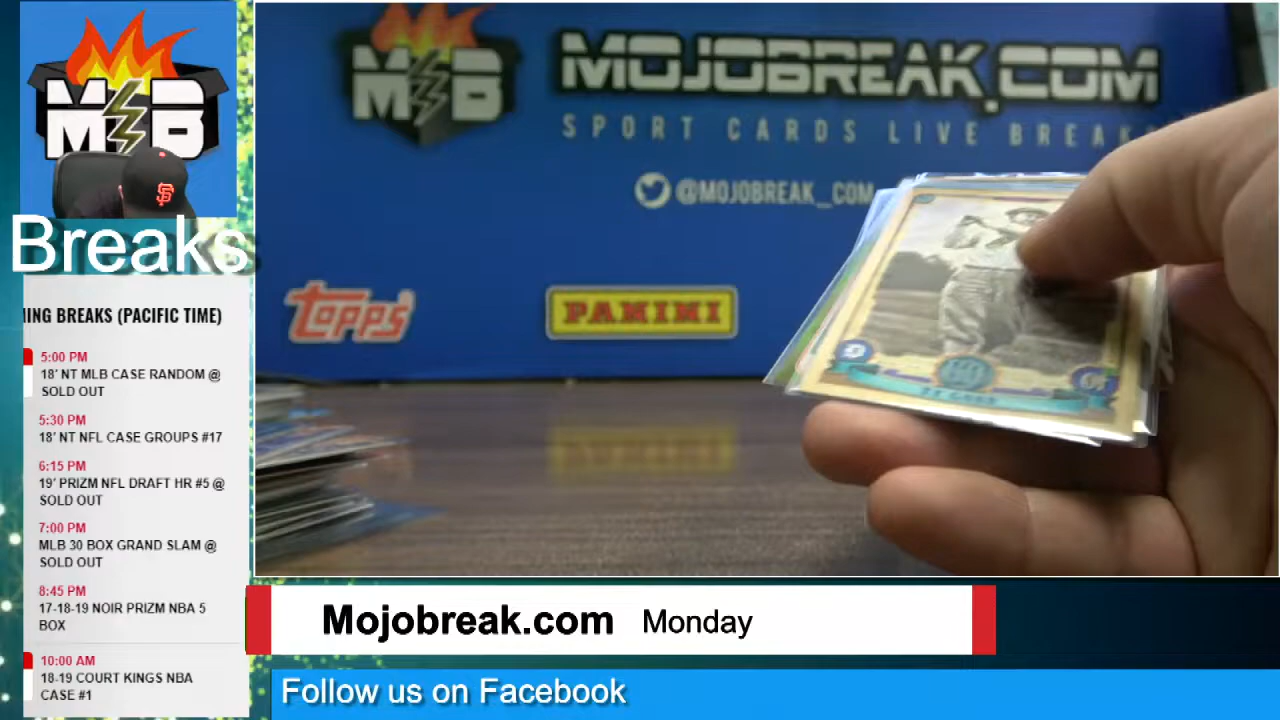 M B
Breaks
ING BREAKS (PACIFIC TIME)
5:00 PM
18' NT MLB CASE RANDOM @
SOLD OUT
5:30 PM
18' NT NFL CASE GROUPS #17
6:15 PM
19' PRIZM NFL DRAFT HR #5 @
SOLD OUT
7:00 PM
MLB 30 BOX GRAND SLAM @
SOLD OUT
8:45 PM
17-18-19 NOIR PRIZM NBA 5
BOX
10:00 AM
18-19 COURT KINGS NBA
CASE #1
M B
MOJOBREAK.COM
SPORT CARDS LIVE BREAK
@MOJOBREAK_COM
TOPPS
PANINI
TY COBB
Mojobreak.com Monday
Follow us on Facebook